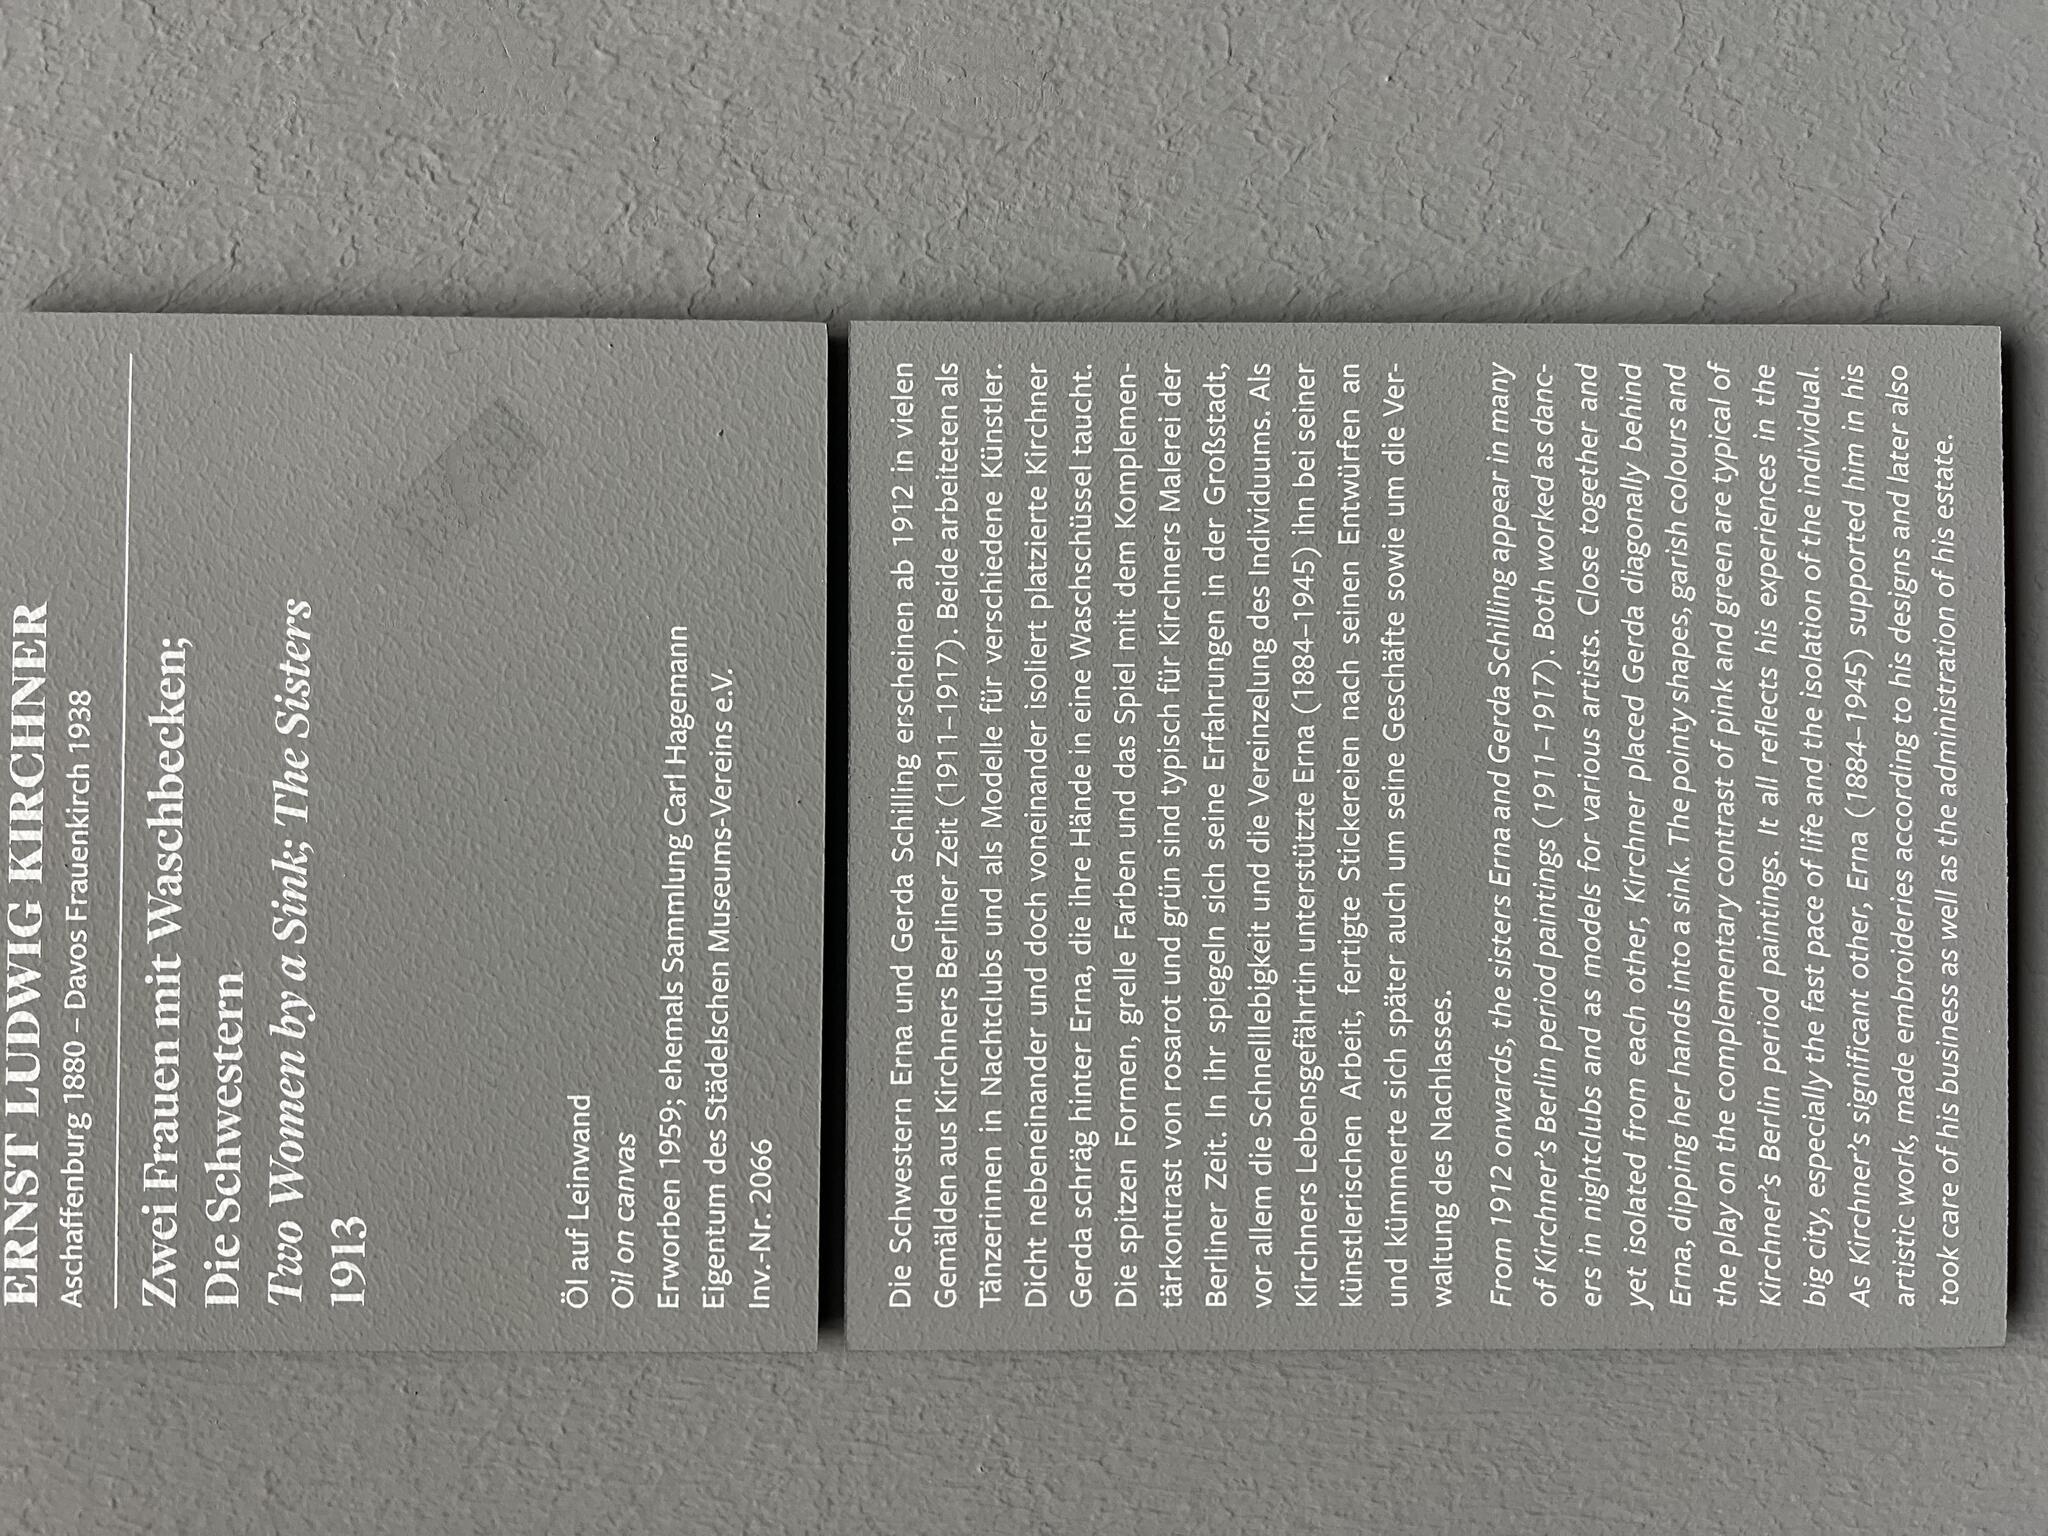 ERNST LUDWIG KIRCHNER
Aschaffenburg 1880 – Davos Frauenkirch 1938
Zwei Frauen mit Waschbecken;
Die Schwestern
Two Women by a Sink; The Sisters
1913
Öl auf Leinwand
Oil on canvas
Erworben 1959; ehemals Sammlung Carl Hagemann
Eigentum des Städelschen Museums-Vereins e.V.
Inv.-Nr. 2066
Die Schwestern Erna und Gerda Schilling erscheinen ab 1912 in vielen
Gemälden aus Kirchners Berliner Zeit (1911–1917). Beide arbeiteten als
Tänzerinnen in Nachtclubs und als Modelle für verschiedene Künstler.
Dicht nebeneinander und doch voneinander isoliert platzierte Kirchner
Gerda schräg hinter Erna, die ihre Hände in eine Waschschüssel taucht.
Die spitzen Formen, grelle Farben und das Spiel mit dem Komplemen-
tärkontrast von rosarot und grün sind typisch für Kirchners Malerei der
Berliner Zeit. In ihr spiegeln sich seine Erfahrungen in der Großstadt,
vor allem die Schnelllebigkeit und die Vereinzelung des Individuums. Als
Kirchners Lebensgefährtin unterstützte Erna (1884–1945) ihn bei seiner
künstlerischen Arbeit, fertigte Stickereien nach seinen Entwürfen an
und kümmerte sich später auch um seine Geschäfte sowie um die Ver-
waltung des Nachlasses.
From 1912 onwards, the sisters Erna and Gerda Schilling appear in many
of Kirchner's Berlin period paintings (1911–1917). Both worked as danc-
ers in nightclubs and as models for various artists. Close together and
yet isolated from each other, Kirchner placed Gerda diagonally behind
Erna, dipping her hands into a sink. The pointy shapes, garish colours and
the play on the complementary contrast of pink and green are typical of
Kirchner's Berlin period paintings. It all reflects his experiences in the
big city, especially the fast pace of life and the isolation of the individual.
As Kirchner's significant other, Erna (1884–1945) supported him in his
artistic work, made embroideries according to his designs and later also
took care of his business as well as the administration of his estate.